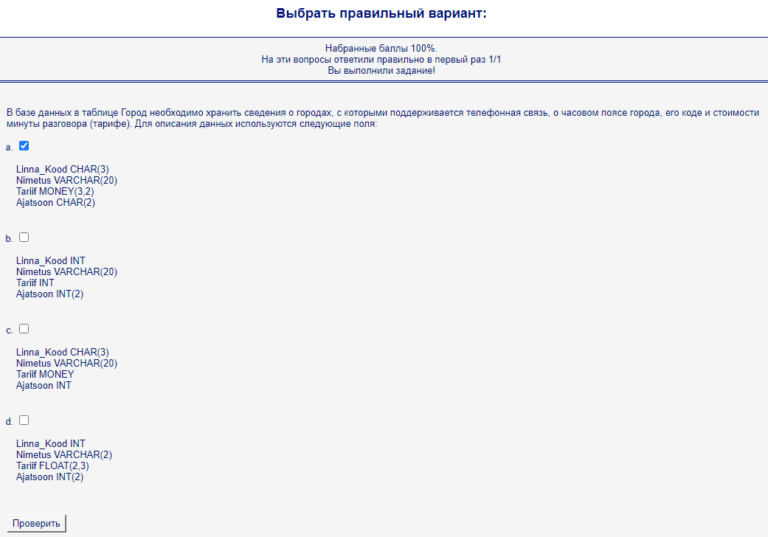 Выбрать правильный вариант:
Набранные баллы 100%.
На эти вопросы ответили правильно в первый раз 1/1
Вы выполнили задание!
В базе данных в таблице Город необходимо хранить сведения о городах, с которыми поддерживается телефонная связь, о часовом поясе города, его коде и стоимости
минуты разговора (тарифе). Для описания данных используются следующие поля:
a.
Linna_Kood CHAR(3)
Nimetus VARCHAR(20)
Tariif MONEY(3,2)
Ajatsoon CHAR(2)
b.
Linna_Kood INT
Nimetus VARCHAR(20)
Tariif INT
Ajatsoon INT(2)
c.
Linna_Kood CHAR(3)
Nimetus VARCHAR(20)
Tariif MONEY
Ajatsoon INT
d.
Linna_Kood INT
Nimetus VARCHAR(2)
Tariif FLOAT(2,3)
Ajatsoon INT(2)
Проверить